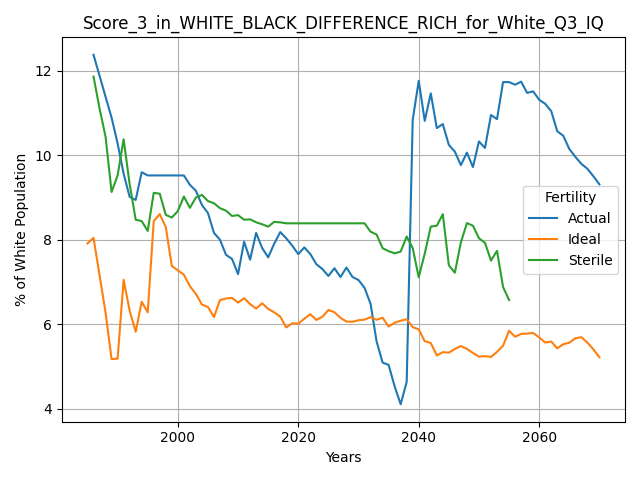 Score_3_in_WHITE_BLACK_DIFFERENCE_RICH_for_White_Q3_IQ
12
10
8
6
4
% of White Population
Fertility
Actual
Ideal
Sterile
2000
2020
2040
2060
Years